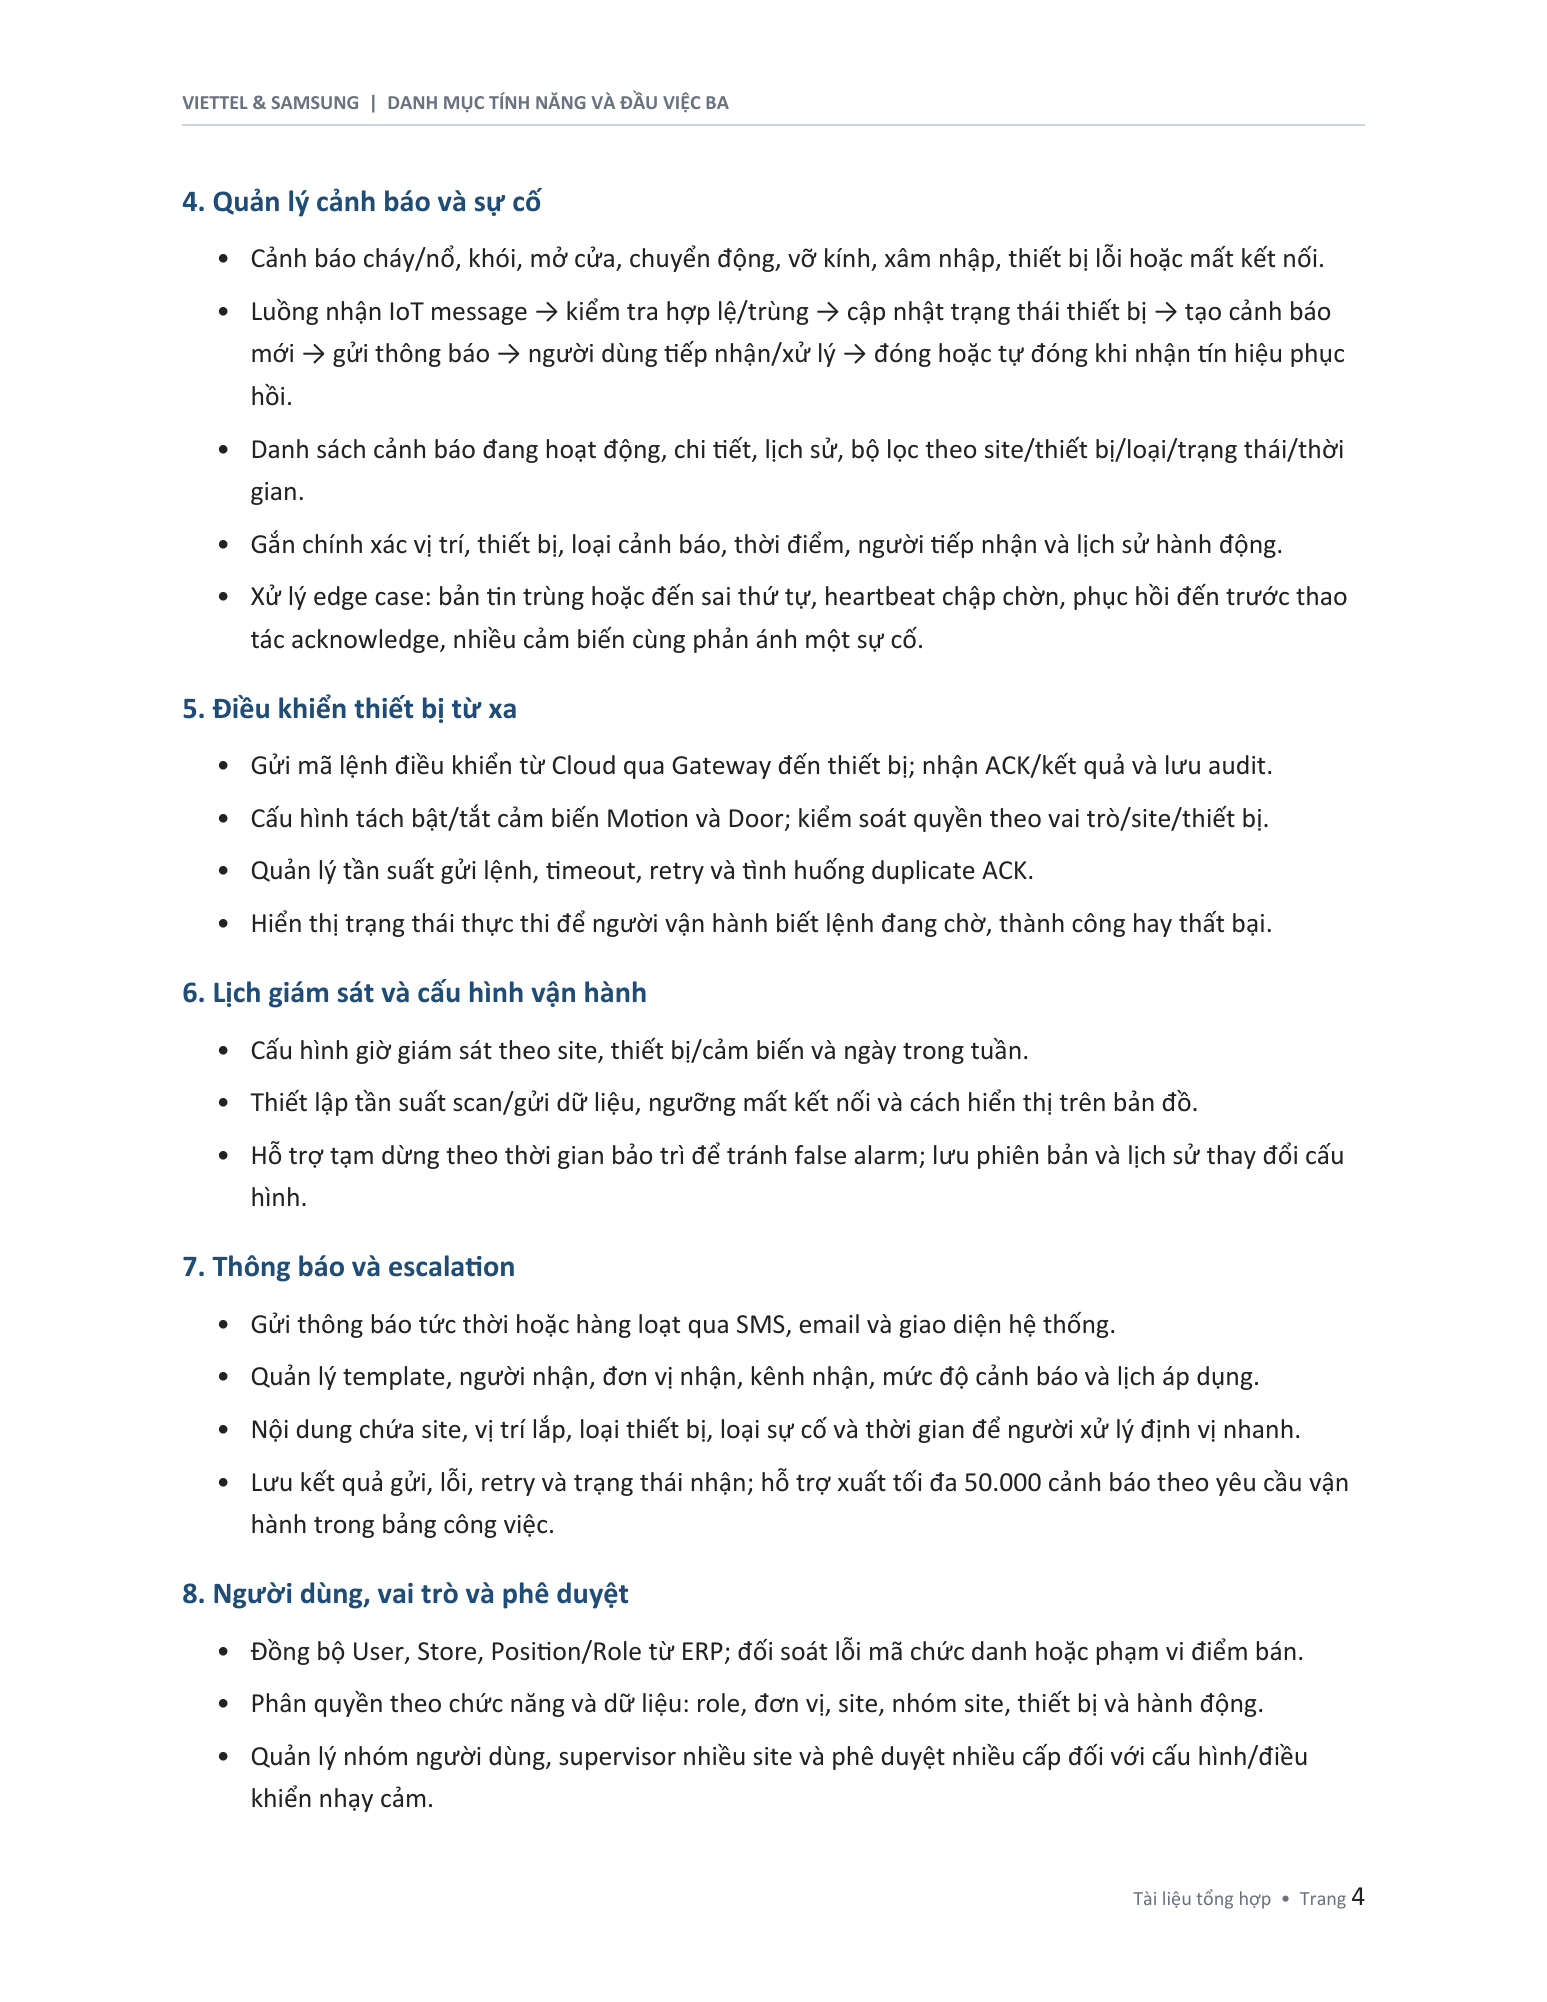 VIETTEL & SAMSUNG | DANH MỤC TÍNH NĂNG VÀ ĐẦU VIỆC BA
4. Quản lý cảnh báo và sự cố
• Cảnh báo cháy/nổ, khói, mở cửa, chuyển động, vỡ kính, xâm nhập, thiết bị lỗi hoặc mất kết nối.
• Luồng nhận IoT message → kiểm tra hợp lệ/trùng → cập nhật trạng thái thiết bị → tạo cảnh báo
mới → gửi thông báo → người dùng tiếp nhận/xử lý → đóng hoặc tự đóng khi nhận tín hiệu phục
hồi.
• Danh sách cảnh báo đang hoạt động, chi tiết, lịch sử, bộ lọc theo site/thiết bị/loại/trạng thái/thời
gian.
• Gắn chính xác vị trí, thiết bị, loại cảnh báo, thời điểm, người tiếp nhận và lịch sử hành động.
• Xử lý edge case: bản tin trùng hoặc đến sai thứ tự, heartbeat chập chờn, phục hồi đến trước thao
tác acknowledge, nhiều cảm biến cùng phản ánh một sự cố.
5. Điều khiển thiết bị từ xa
• Gửi mã lệnh điều khiển từ Cloud qua Gateway đến thiết bị; nhận ACK/kết quả và lưu audit.
• Cấu hình tách bật/tắt cảm biến Motion và Door; kiểm soát quyền theo vai trò/site/thiết bị.
• Quản lý tần suất gửi lệnh, timeout, retry và tình huống duplicate ACK.
• Hiển thị trạng thái thực thi để người vận hành biết lệnh đang chờ, thành công hay thất bại.
6. Lịch giám sát và cấu hình vận hành
• Cấu hình giờ giám sát theo site, thiết bị/cảm biến và ngày trong tuần.
• Thiết lập tần suất scan/gửi dữ liệu, ngưỡng mất kết nối và cách hiển thị trên bản đồ.
• Hỗ trợ tạm dừng theo thời gian bảo trì để tránh false alarm; lưu phiên bản và lịch sử thay đổi cấu
hình.
7. Thông báo và escalation
• Gửi thông báo tức thời hoặc hàng loạt qua SMS, email và giao diện hệ thống.
• Quản lý template, người nhận, đơn vị nhận, kênh nhận, mức độ cảnh báo và lịch áp dụng.
• Nội dung chứa site, vị trí lắp, loại thiết bị, loại sự cố và thời gian để người xử lý định vị nhanh.
• Lưu kết quả gửi, lỗi, retry và trạng thái nhận; hỗ trợ xuất tối đa 50.000 cảnh báo theo yêu cầu vận
hành trong bảng công việc.
8. Người dùng, vai trò và phê duyệt
• Đồng bộ User, Store, Position/Role từ ERP; đối soát lỗi mã chức danh hoặc phạm vi điểm bán.
• Phân quyền theo chức năng và dữ liệu: role, đơn vị, site, nhóm site, thiết bị và hành động.
• Quản lý nhóm người dùng, supervisor nhiều site và phê duyệt nhiều cấp đối với cấu hình/điều
khiển nhạy cảm.
Tài liệu tổng hợp • Trang 4